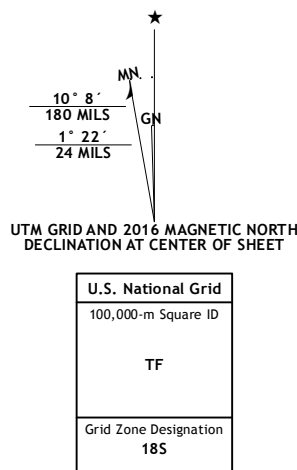 ★
MN
10° 8´
180 MILS
GN
1° 22´
24 MILS
UTM GRID AND 2016 MAGNETIC NORTH
DECLINATION AT CENTER OF SHEET
U.S. National Grid
100,000-m Square ID
TF
Grid Zone Designation
18S